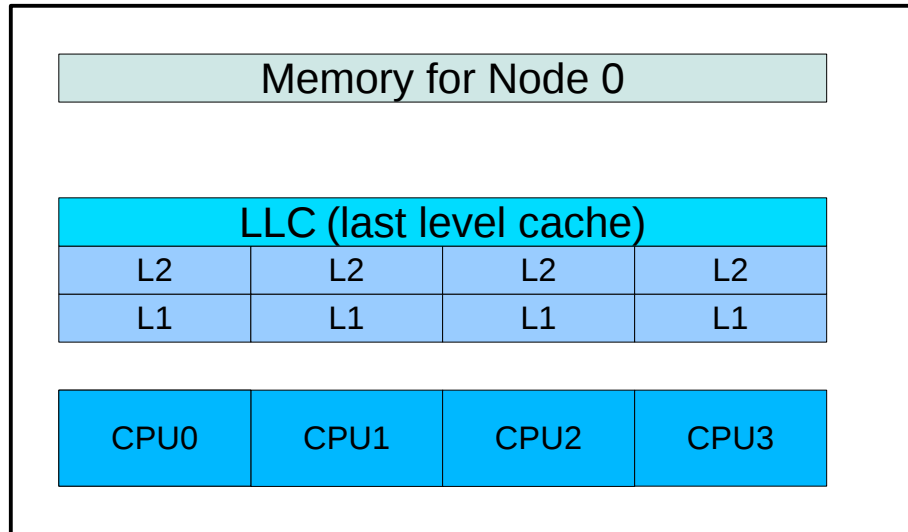 Memory for Node 0
LLC (last level cache)
L2 L2 L2 L2
L1 L1 L1 L1
CPU0 CPU1 CPU2 CPU3